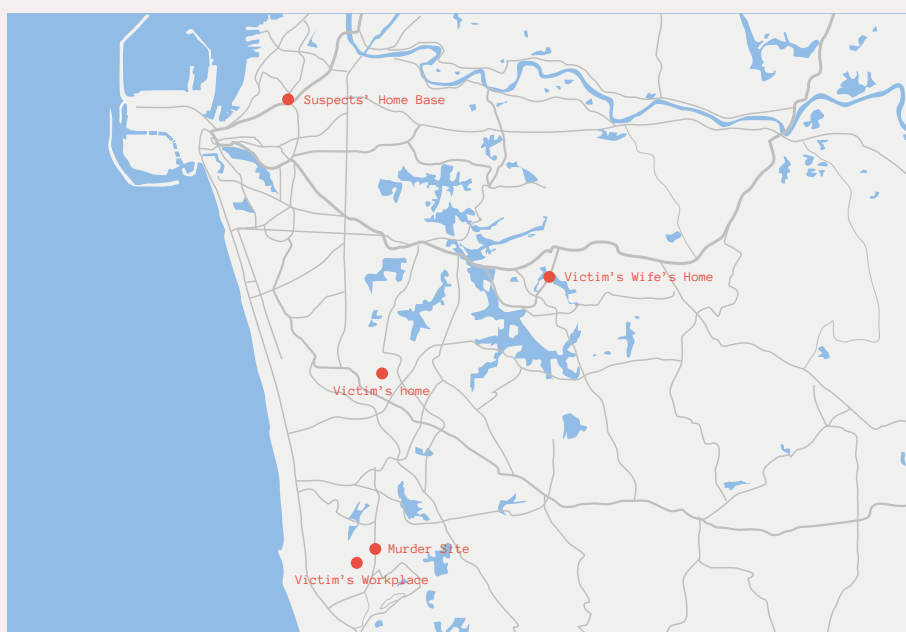 Suspects' Home Base
Victim's Wife's Home
Victim's home
Murder Site
Victim's Workplace